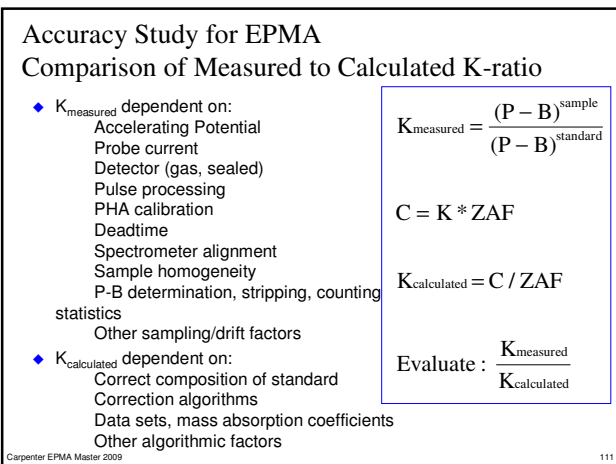 Accuracy Study for EPMA
Comparison of Measured to Calculated K-ratio
◆ Kmeasured dependent on:
Accelerating Potential
Probe current
Detector (gas, sealed)
Pulse processing
PHA calibration
Deadtime
Spectrometer alignment
Sample homogeneity
P-B determination, stripping, counting
statistics
Other sampling/drift factors
◆ Kcalculated dependent on:
Correct composition of standard
Correction algorithms
Data sets, mass absorption coefficients
Other algorithmic factors
Kmeasured = (P − B)^sample / (P − B)^standard
C = K * ZAF
Kcalculated = C / ZAF
Evaluate : Kmeasured / Kcalculated
Carpenter EPMA Master 2009
111